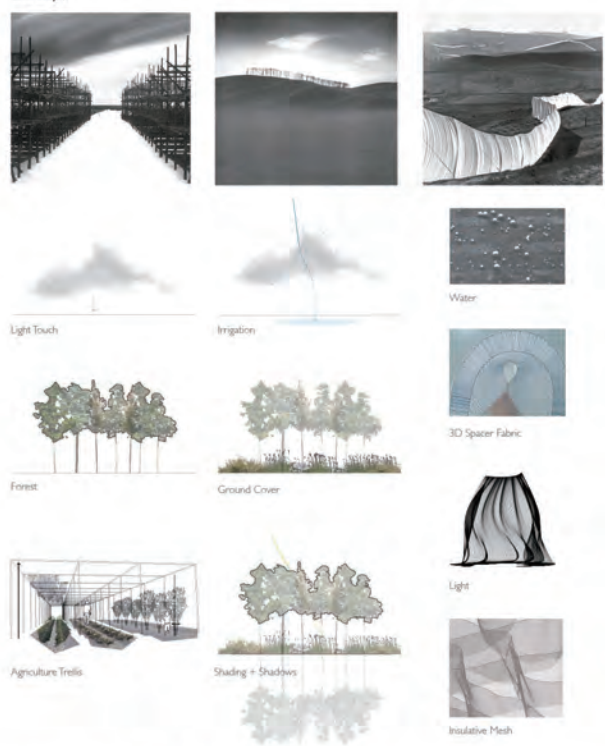 Light Touch
Irrigation
Water
3D Spacer Fabric
Forest
Ground Cover
Light
Agriculture Trellis
Shading + Shadows
Insulative Mesh